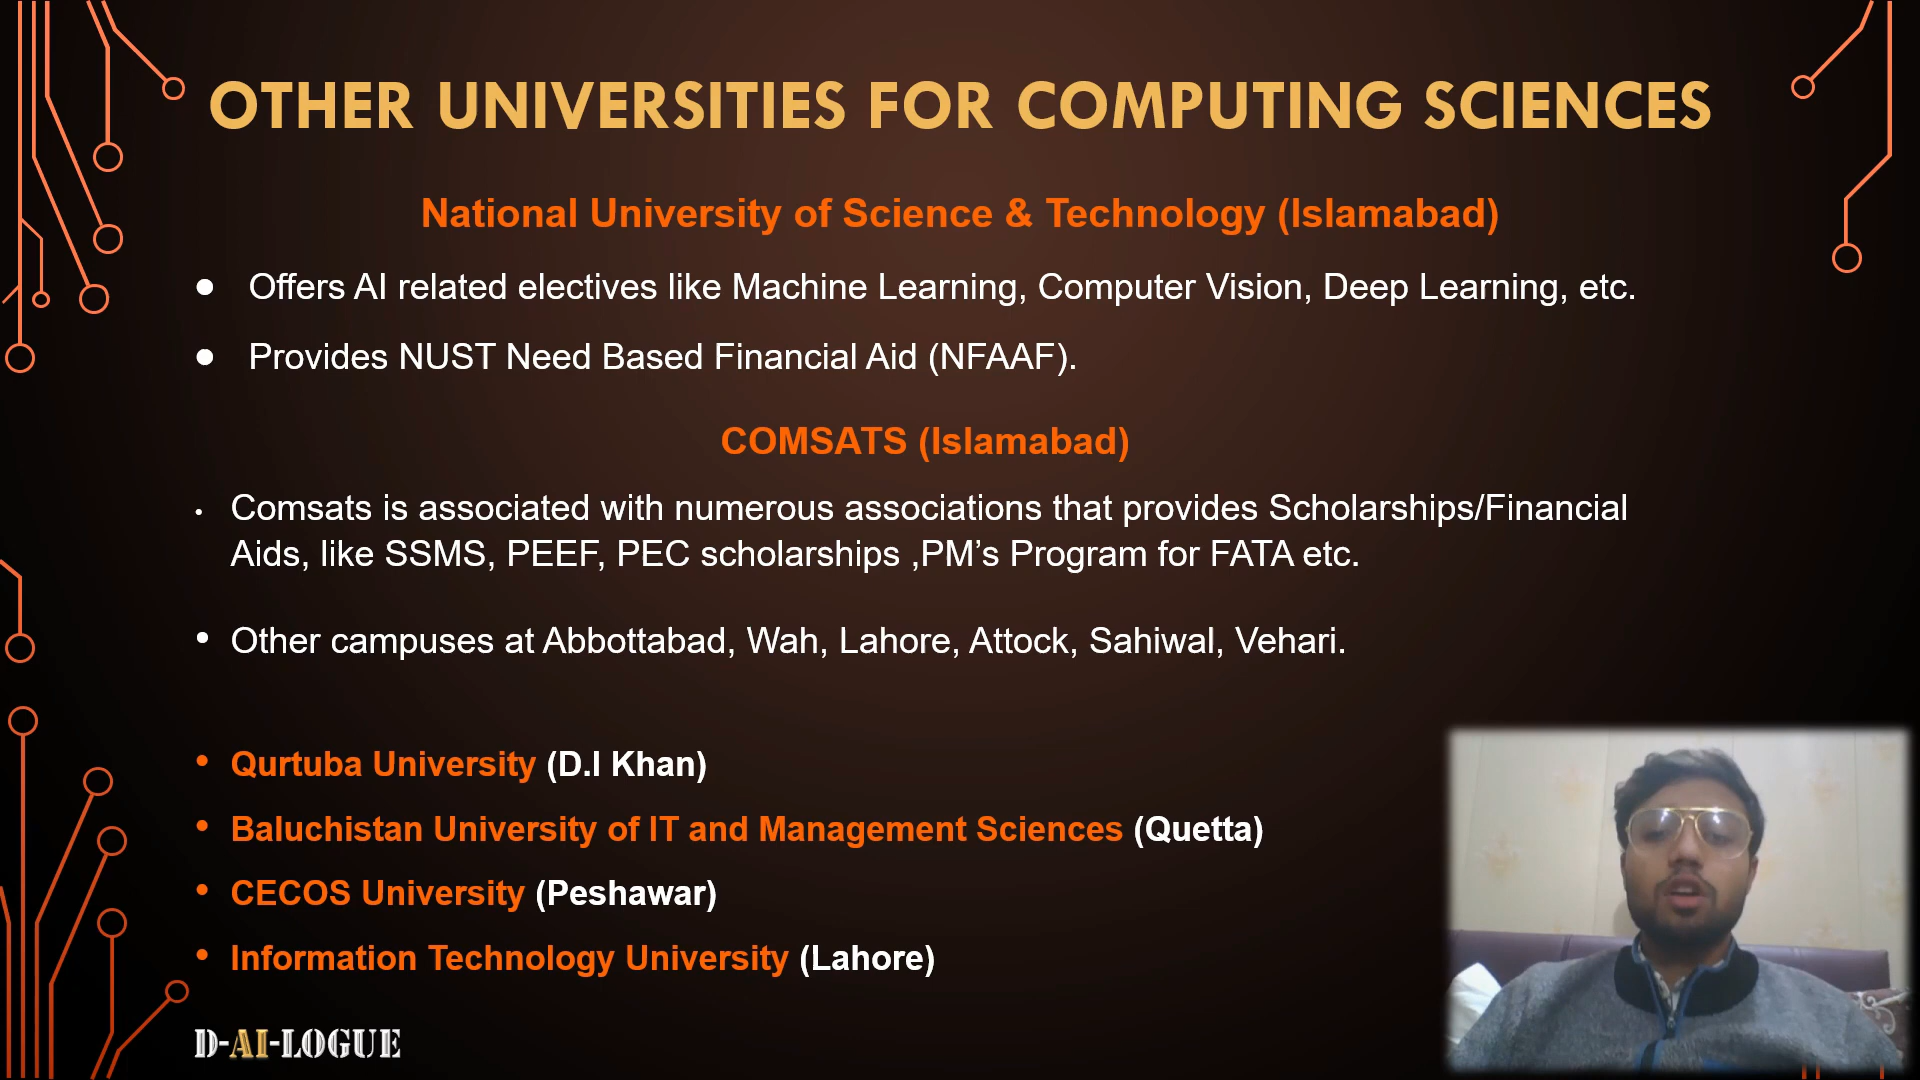 OTHER UNIVERSITIES FOR COMPUTING SCIENCES
National University of Science & Technology (Islamabad)
● Offers AI related electives like Machine Learning, Computer Vision, Deep Learning, etc.
● Provides NUST Need Based Financial Aid (NFAAF).
COMSATS (Islamabad)
• Comsats is associated with numerous associations that provides Scholarships/Financial
Aids, like SSMS, PEEF, PEC scholarships ,PM’s Program for FATA etc.
• Other campuses at Abbottabad, Wah, Lahore, Attock, Sahiwal, Vehari.
• Qurtuba University (D.I Khan)
• Baluchistan University of IT and Management Sciences (Quetta)
• CECOS University (Peshawar)
• Information Technology University (Lahore)
D-AI-LOGUE